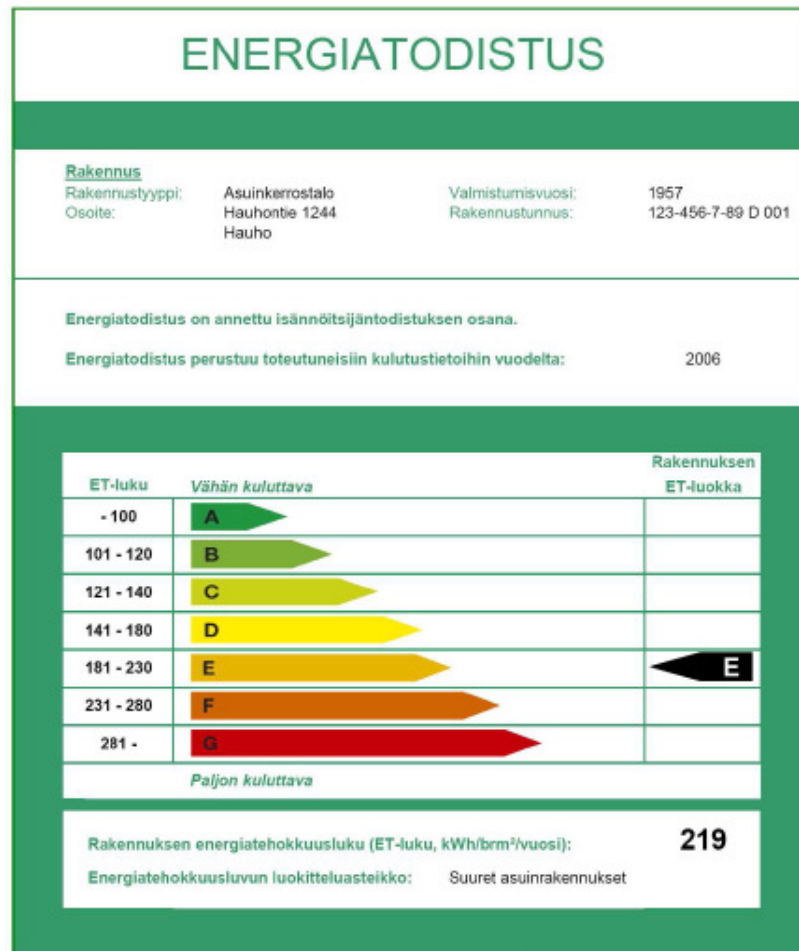 ENERGIATODISTUS
Rakennus
Rakennustyyppi: Asuinkerrostalo Valmistumisvuosi: 1957
Osoite: Hauhontie 1244 Rakennustunnus: 123-456-7-89 D 001
Hauho
Energiatodistus on annettu isännöitsijäntodistuksen osana.
Energiatodistus perustuu toteutuneisiin kulutustietoihin vuodelta: 2006
Rakennuksen
ET-luku Vähän kuluttava ET-luokka
- 100 A
101 - 120 B
121 - 140 C
141 - 180 D
181 - 230 E E
231 - 280 F
281 - G
Paljon kuluttava
Rakennuksen energiatehokkuusluku (ET-luku, kWh/brm²/vuosi): 219
Energiatehokkuusluvun luokitteluasteikko: Suuret asuinrakennukset